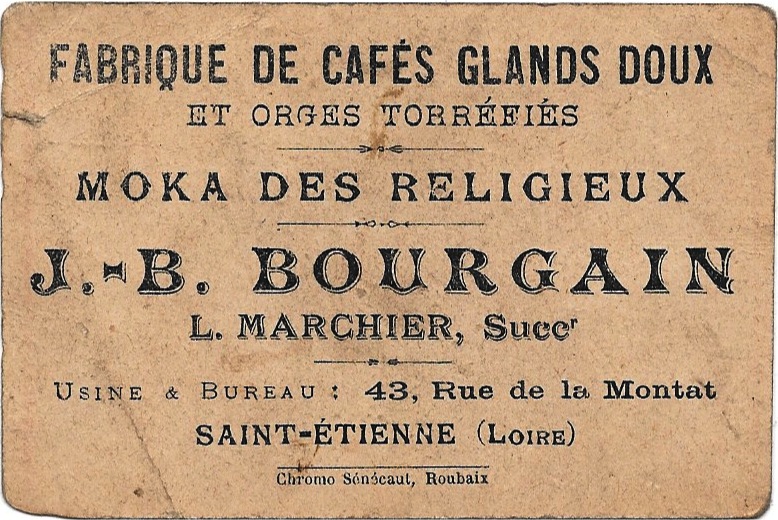 FABRIQUE DE CAFÉS GLANDS DOUX
ET ORGES TORRÉFIÉS
MOKA DES RELIGIEUX
J.-B. BOURGAIN
L. MARCHIER, Succr
USINE & BUREAU : 43, Rue de la Montat
SAINT-ÉTIENNE (LOIRE)
Chromo Sénécaut, Roubaix